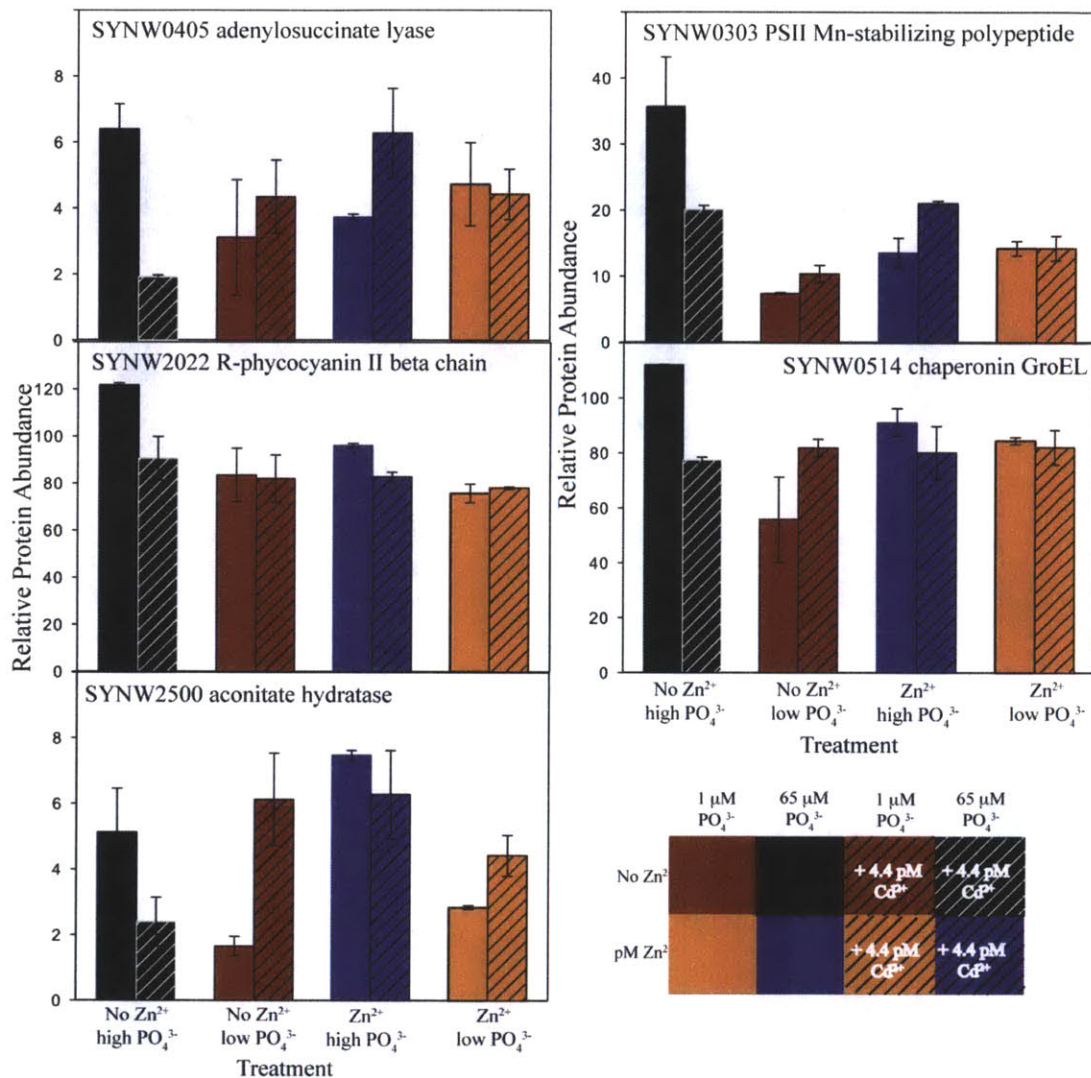 SYNW0405 adenylosuccinate lyase
8
6
4
2
0
SYNW2022 R-phycocyanin II beta chain
120
100
80
60
40
20
0
SYNW2500 aconitate hydratase
8
6
4
2
0
Relative Protein Abundance
No Zn²⁺
high PO₄³⁻
No Zn²⁺
low PO₄³⁻
Zn²⁺
high PO₄³⁻
Zn²⁺
low PO₄³⁻
Treatment
SYNW0303 PSII Mn-stabilizing polypeptide
40
30
20
10
0
SYNW0514 chaperonin GroEL
100
80
60
40
20
0
Relative Protein Abundance
No Zn²⁺
high PO₄³⁻
No Zn²⁺
low PO₄³⁻
Zn²⁺
high PO₄³⁻
Zn²⁺
low PO₄³⁻
Treatment
1 μM
PO₄³⁻
65 μM
PO₄³⁻
1 μM
PO₄³⁻
65 μM
PO₄³⁻
No Zn²
+ 4.4 pM
Cd²⁺
+ 4.4 pM
Cd²⁺
pM Zn²
+ 4.4 pM
Cd²⁺
+ 4.4 pM
Cd²⁺